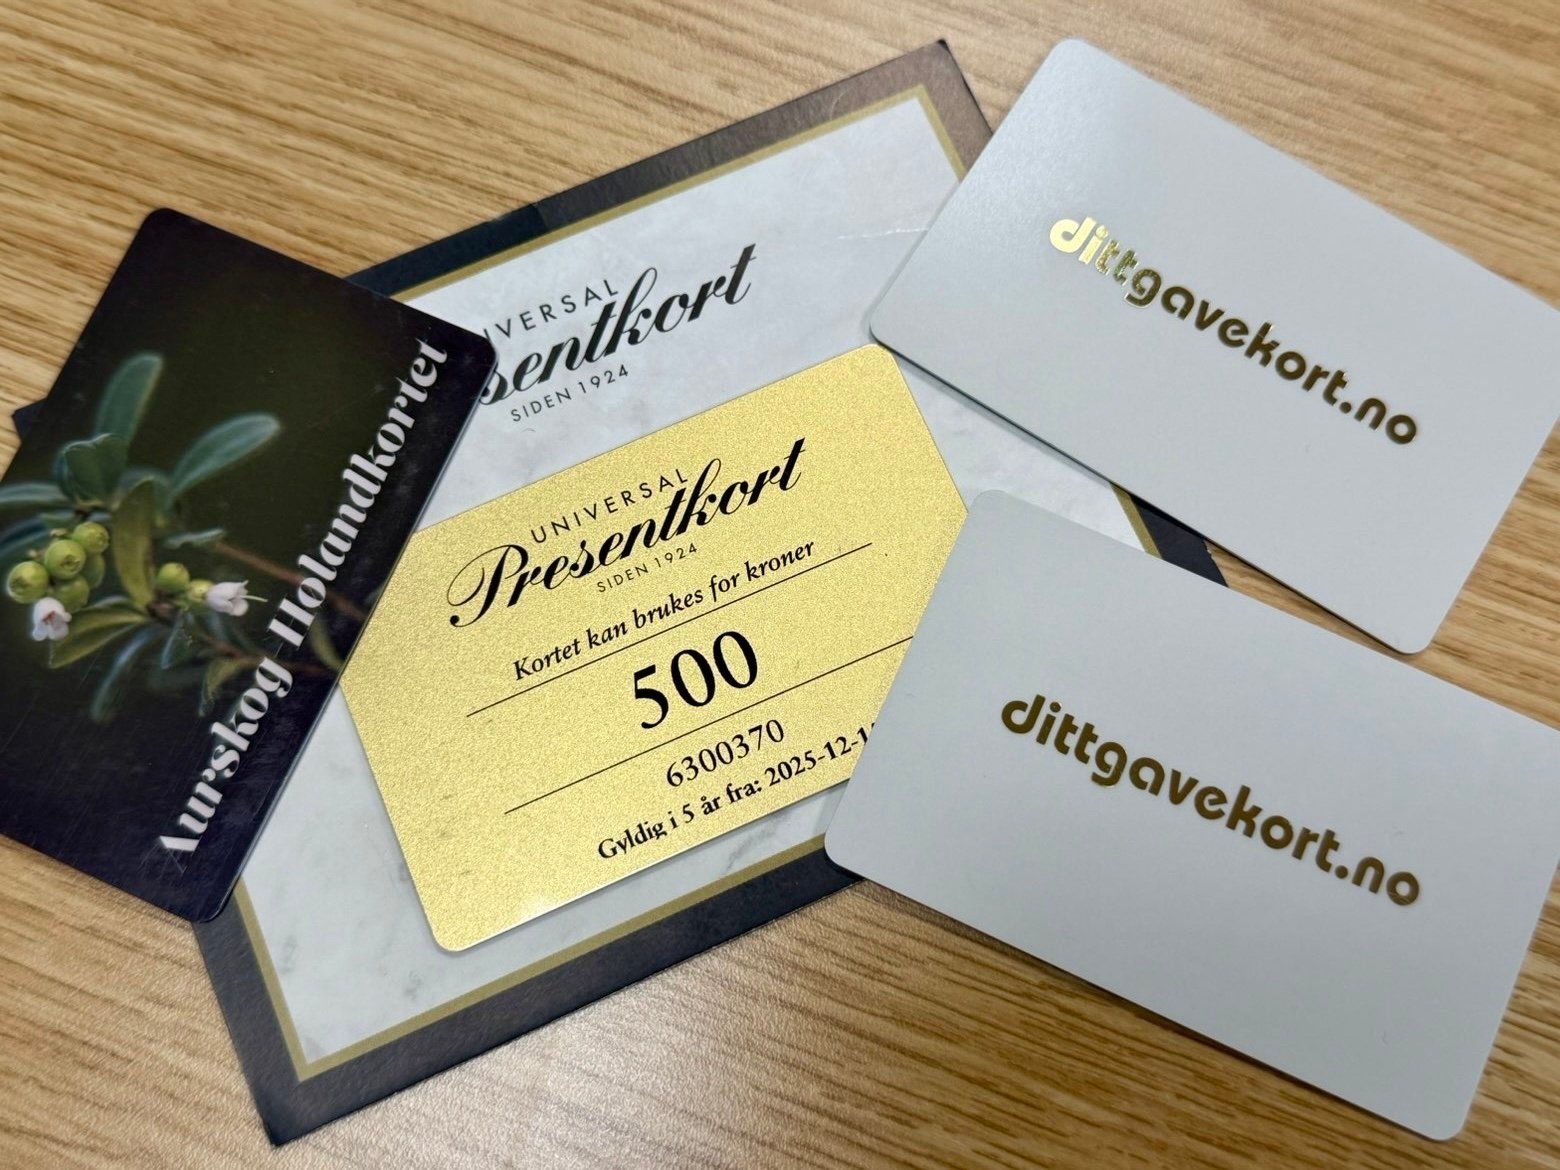 Aurskog-Hølandkortet
UNIVERSAL
Presentkort
SIDEN 1924
UNIVERSAL
Presentkort
SIDEN 1924
Kortet kan brukes for kroner
500
6300370
Gyldig i 5 år fra: 2025-12-1
dittgavekort.no
dittgavekort.no